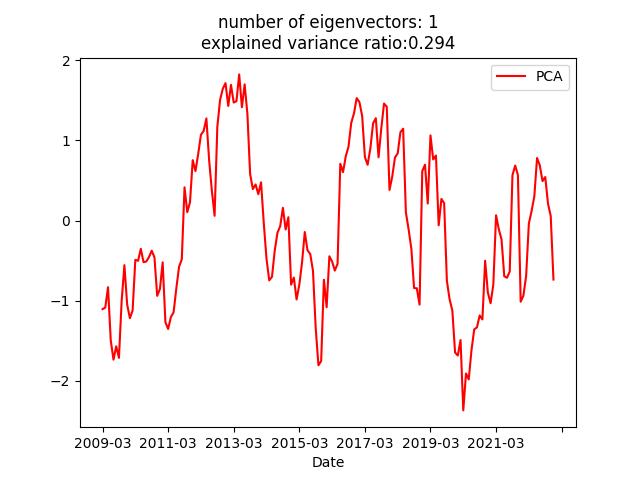 number of eigenvectors: 1
explained variance ratio:0.294
PCA
2
1
0
−1
−2
2009-03 2011-03 2013-03 2015-03 2017-03 2019-03 2021-03
Date